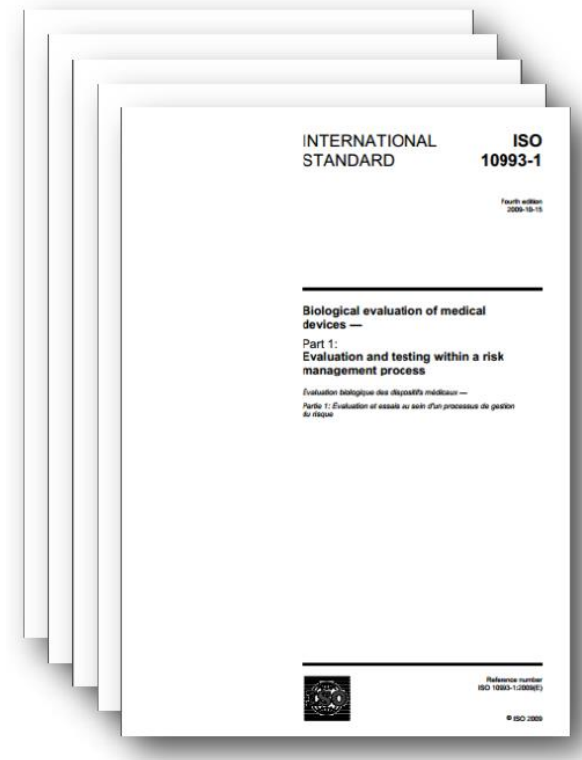 INTERNATIONAL
STANDARD
ISO
10993-1
Fourth edition
2009-10-15
Biological evaluation of medical
devices —
Part 1:
Evaluation and testing within a risk
management process
Évaluation biologique des dispositifs médicaux —
Partie 1: Évaluation et essais au sein d'un processus de gestion
du risque
ISO
Reference number
ISO 10993-1:2009(E)
© ISO 2009